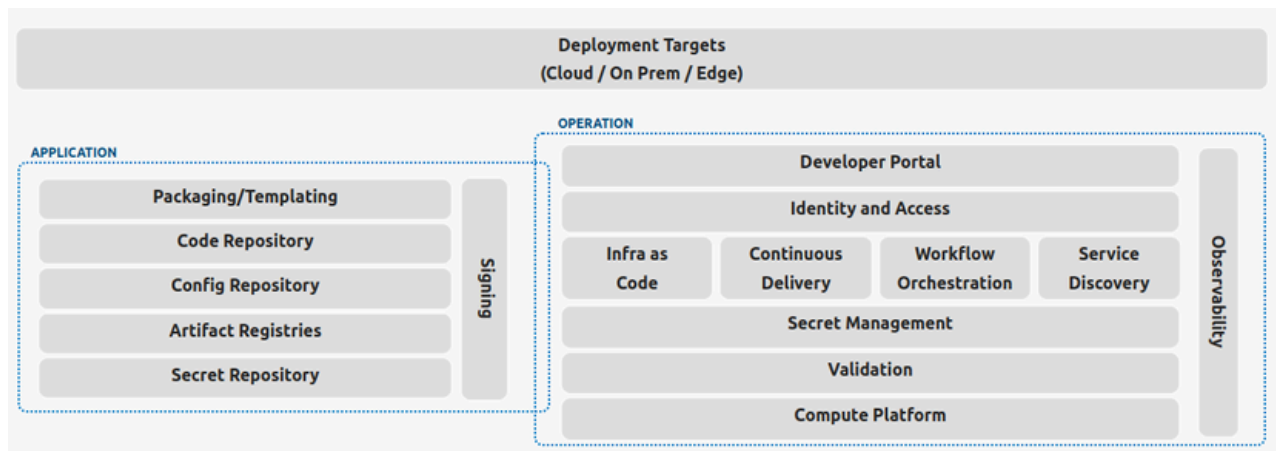 Deployment Targets
(Cloud / On Prem / Edge)
APPLICATION
Packaging/Templating
Code Repository
Config Repository
Artifact Registries
Secret Repository
Signing
OPERATION
Developer Portal
Identity and Access
Infra as
Code
Continuous
Delivery
Workflow
Orchestration
Service
Discovery
Secret Management
Validation
Compute Platform
Observability